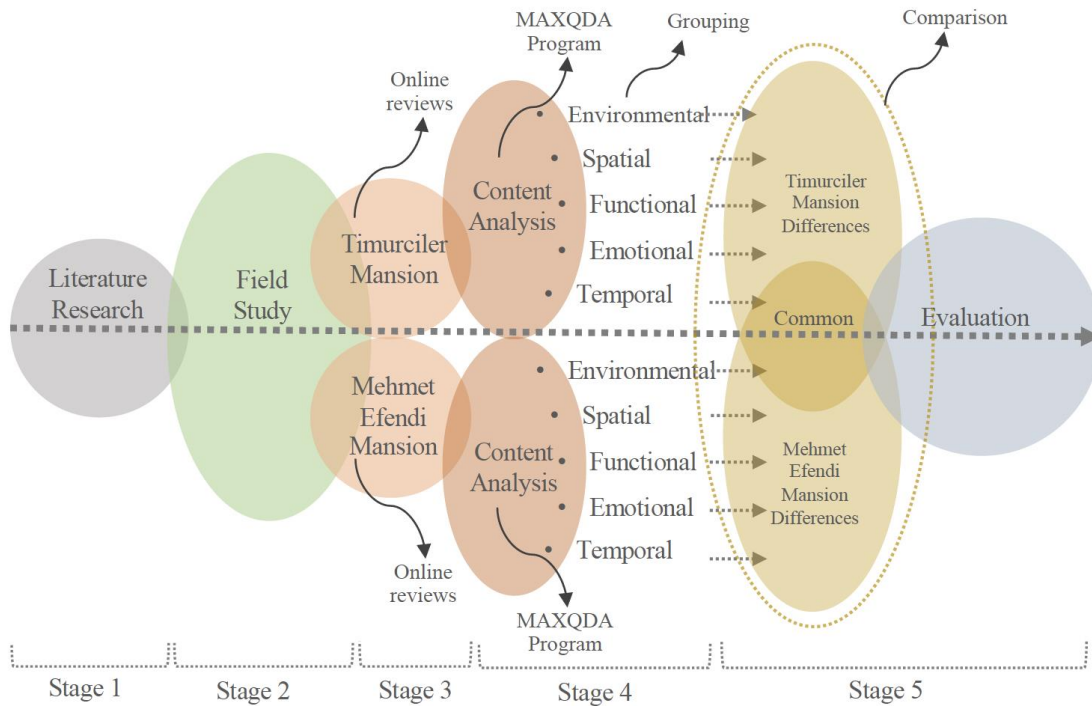 MAXQDA
Program
Grouping
Comparison
Online
reviews
Environmental
Spatial
Functional
Emotional
Temporal
Content
Analysis
Timurciler
Mansion
Timurciler
Mansion
Differences
Literature
Research
Field
Study
Common
Evaluation
Mehmet
Efendi
Mansion
Content
Analysis
Environmental
Spatial
Functional
Emotional
Temporal
Mehmet
Efendi
Mansion
Differences
Online
reviews
MAXQDA
Program
Stage 1
Stage 2
Stage 3
Stage 4
Stage 5